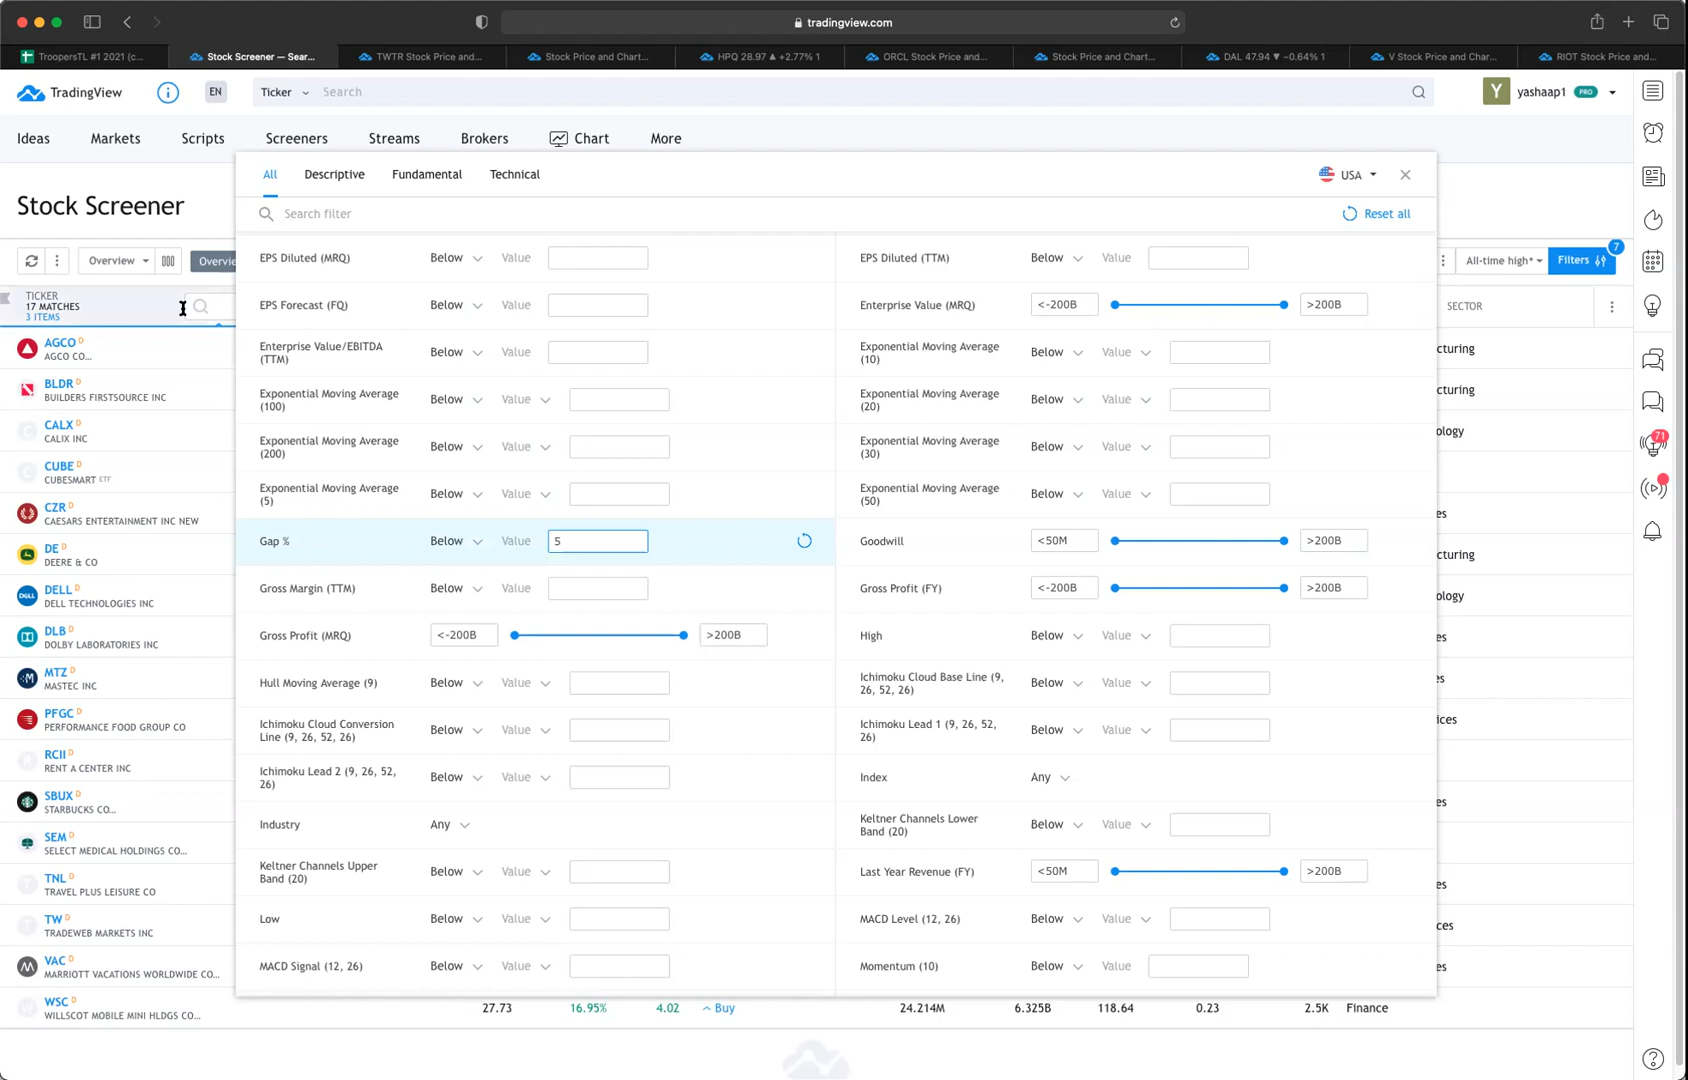 tradingview.com
TroopersTL #1 2021 (c...
Stock Screener — Sear...
TWTR Stock Price and...
Stock Price and Chart...
HPQ 28.97 ▲ +2.77% 1
ORCL Stock Price and...
Stock Price and Chart...
DAL 47.94 ▼ −0.64% 1
V Stock Price and Char...
RIOT Stock Price and...
TradingView
EN
Ticker
Search
Y
yashaap1
PRO
Ideas
Markets
Scripts
Screeners
Streams
Brokers
Chart
More
All
Descriptive
Fundamental
Technical
USA
Stock Screener
Search filter
Reset all
Overview
Overvie
All-time high*
Filters
7
TICKER
17 MATCHES
3 ITEMS
SECTOR
EPS Diluted (MRQ)
Below
Value
EPS Diluted (TTM)
Below
Value
EPS Forecast (FQ)
Below
Value
Enterprise Value (MRQ)
<-200B
>200B
Enterprise Value/EBITDA
(TTM)
Below
Value
Exponential Moving Average
(10)
Below
Value
Exponential Moving Average
(100)
Below
Value
Exponential Moving Average
(20)
Below
Value
Exponential Moving Average
(200)
Below
Value
Exponential Moving Average
(30)
Below
Value
Exponential Moving Average
(5)
Below
Value
Exponential Moving Average
(50)
Below
Value
Gap %
Below
Value
5
Goodwill
<50M
>200B
Gross Margin (TTM)
Below
Value
Gross Profit (FY)
<-200B
>200B
Gross Profit (MRQ)
<-200B
>200B
High
Below
Value
Hull Moving Average (9)
Below
Value
Ichimoku Cloud Base Line (9,
26, 52, 26)
Below
Value
Ichimoku Cloud Conversion
Line (9, 26, 52, 26)
Below
Value
Ichimoku Lead 1 (9, 26, 52,
26)
Below
Value
Ichimoku Lead 2 (9, 26, 52,
26)
Below
Value
Index
Any
Industry
Any
Keltner Channels Lower
Band (20)
Below
Value
Keltner Channels Upper
Band (20)
Below
Value
Last Year Revenue (FY)
<50M
>200B
Low
Below
Value
MACD Level (12, 26)
Below
Value
MACD Signal (12, 26)
Below
Value
Momentum (10)
Below
Value
AGCO D
AGCO CO...
cturing
BLDR D
BUILDERS FIRSTSOURCE INC
cturing
CALX D
CALIX INC
ology
CUBE D
CUBESMART ETF
CZR D
CAESARS ENTERTAINMENT INC NEW
es
DE D
DEERE & CO
cturing
DELL
DELL D
DELL TECHNOLOGIES INC
ology
DLB D
DOLBY LABORATORIES INC
es
MTZ D
MASTEC INC
es
PFGC D
PERFORMANCE FOOD GROUP CO
ices
RCII D
RENT A CENTER INC
SBUX D
STARBUCKS CO...
es
SEM D
SELECT MEDICAL HOLDINGS CO...
TNL D
TRAVEL PLUS LEISURE CO
es
TW D
TRADEWEB MARKETS INC
ces
VAC D
MARRIOTT VACATIONS WORLDWIDE CO...
es
WSC D
WILLSCOT MOBILE MINI HLDGS CO...
27.73
16.95%
4.02
Buy
24.214M
6.325B
118.64
0.23
2.5K
Finance
71